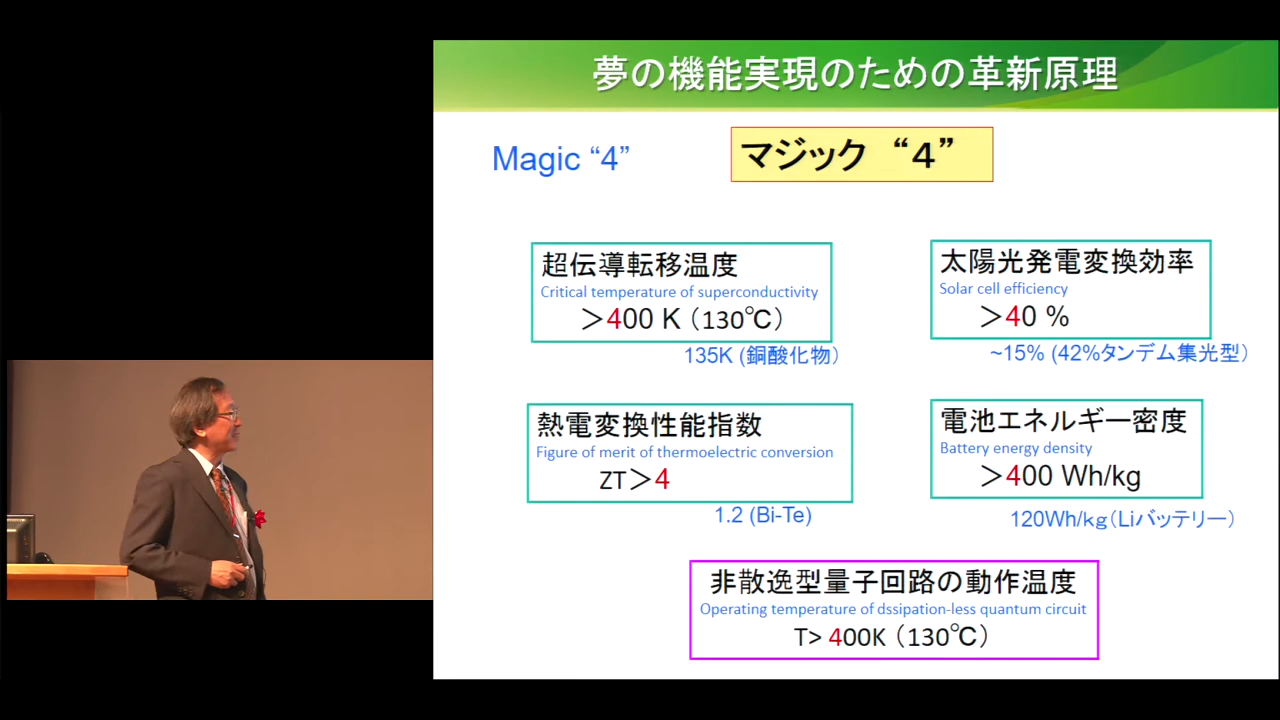 夢の機能実現のための革新原理
Magic “4”
マジック “４”
超伝導転移温度
Critical temperature of superconductivity
＞400 K（130℃）
135K (銅酸化物）
太陽光発電変換効率
Solar cell efficiency
＞40 %
~15% (42%タンデム集光型）
熱電変換性能指数
Figure of merit of thermoelectric conversion
ZT＞4
1.2 (Bi-Te)
電池エネルギー密度
Battery energy density
＞400 Wh/kg
120Wh/kg（Liバッテリー）
非散逸型量子回路の動作温度
Operating temperature of dssipation-less quantum circuit
T> 400K（130℃）